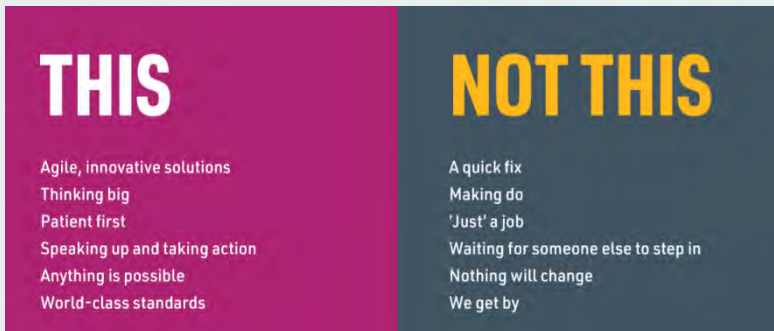 THIS
Agile, innovative solutions
Thinking big
Patient first
Speaking up and taking action
Anything is possible
World-class standards
NOT THIS
A quick fix
Making do
'Just' a job
Waiting for someone else to step in
Nothing will change
We get by